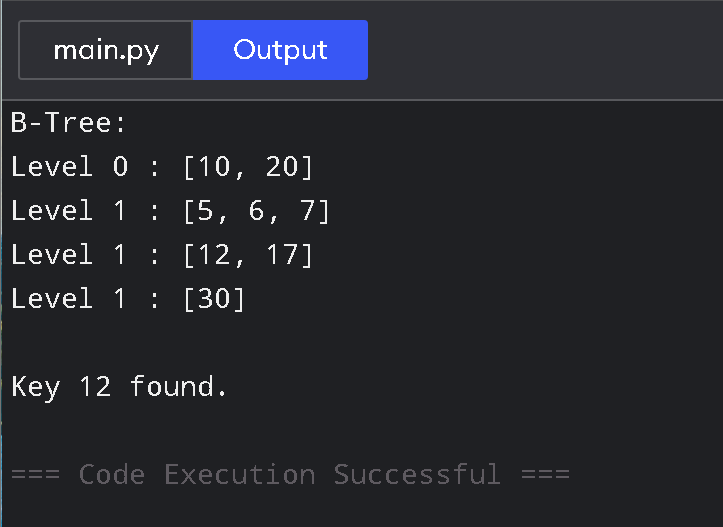 main.py Output
B-Tree:
Level 0 : [10, 20]
Level 1 : [5, 6, 7]
Level 1 : [12, 17]
Level 1 : [30]
Key 12 found.
=== Code Execution Successful ===